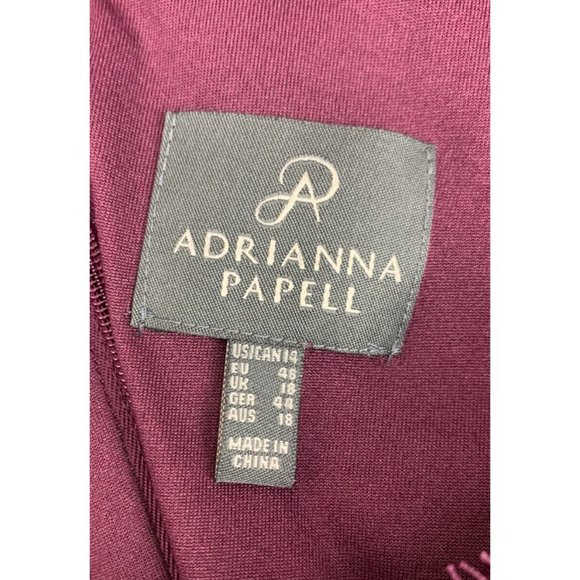 ADRIANNA
PAPELL
US|CAN 14
EU 46
UK 18
GER 44
AUS 18
MADE IN
CHINA